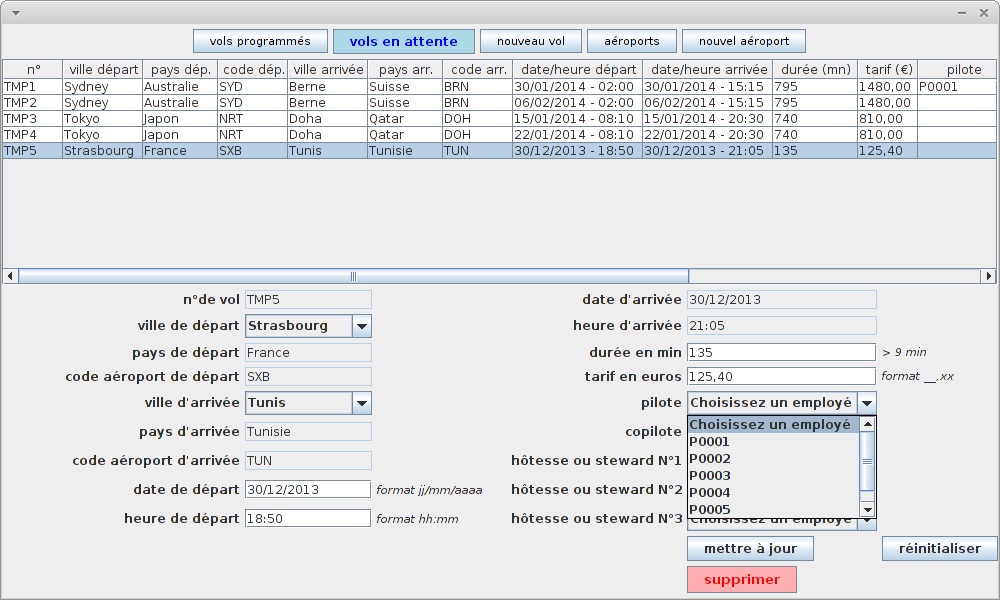 vols programmés vols en attente nouveau vol aéroports nouvel aéroport
n° ville départ pays dép. code dép. ville arrivée pays arr. code arr. date/heure départ date/heure arrivée durée (mn) tarif (€) pilote
TMP1 Sydney Australie SYD Berne Suisse BRN 30/01/2014 - 02:00 30/01/2014 - 15:15 795 1480,00 P0001
TMP2 Sydney Australie SYD Berne Suisse BRN 06/02/2014 - 02:00 06/02/2014 - 15:15 795 1480,00
TMP3 Tokyo Japon NRT Doha Qatar DOH 15/01/2014 - 08:10 15/01/2014 - 20:30 740 810,00
TMP4 Tokyo Japon NRT Doha Qatar DOH 22/01/2014 - 08:10 22/01/2014 - 20:30 740 810,00
TMP5 Strasbourg France SXB Tunis Tunisie TUN 30/12/2013 - 18:50 30/12/2013 - 21:05 135 125,40
n°de vol TMP5
ville de départ Strasbourg
pays de départ France
code aéroport de départ SXB
ville d'arrivée Tunis
pays d'arrivée Tunisie
code aéroport d'arrivée TUN
date de départ 30/12/2013 format jj/mm/aaaa
heure de départ 18:50 format hh:mm
date d'arrivée 30/12/2013
heure d'arrivée 21:05
durée en min 135 > 9 min
tarif en euros 125,40 format __,xx
pilote Choisissez un employé
Choisissez un employé
P0001
P0002
P0003
P0004
P0005
copilote
hôtesse ou steward N°1
hôtesse ou steward N°2
hôtesse ou steward N°3 Choisissez un employé
mettre à jour réinitialiser
supprimer